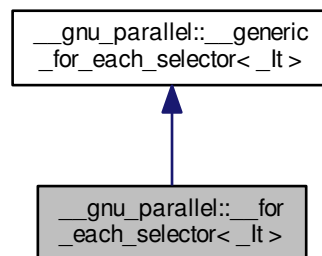 __gnu_parallel::__generic
_for_each_selector< _It >
__gnu_parallel::__for
_each_selector< _It >